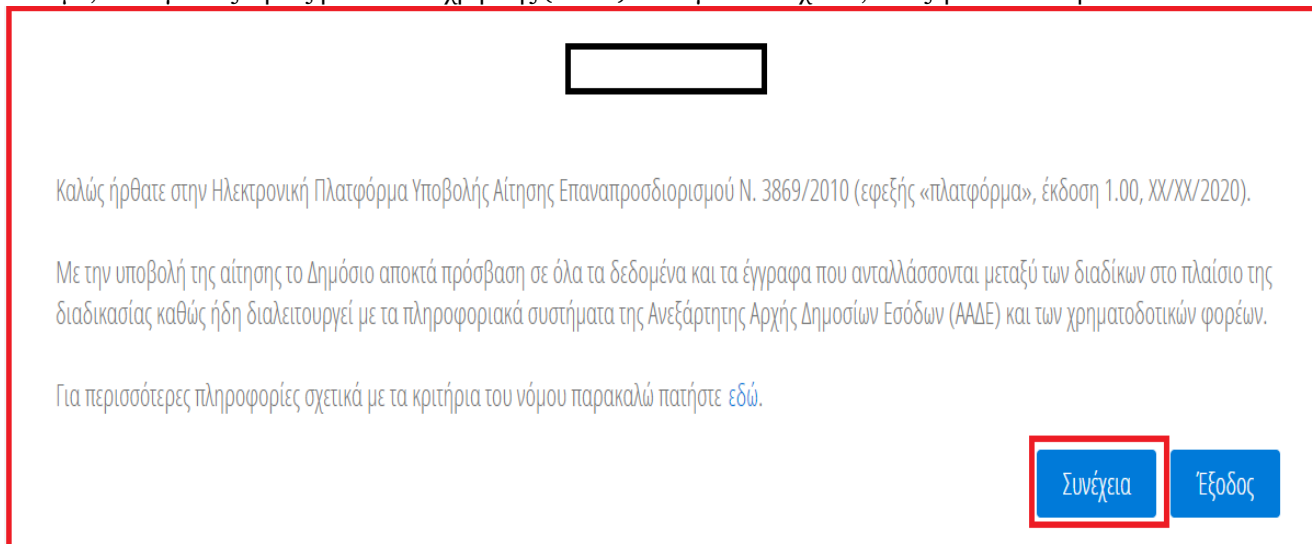 Καλώς ήρθατε στην Ηλεκτρονική Πλατφόρμα Υποβολής Αίτησης Επαναπροσδιορισμού Ν. 3869/2010 (εφεξής «πλατφόρμα», έκδοση 1.00, XX/XX/2020).
Με την υποβολή της αίτησης το Δημόσιο αποκτά πρόσβαση σε όλα τα δεδομένα και τα έγγραφα που ανταλλάσσονται μεταξύ των διαδίκων στο πλαίσιο της
διαδικασίας καθώς ήδη διαλειτουργεί με τα πληροφοριακά συστήματα της Ανεξάρτητης Αρχής Δημοσίων Εσόδων (ΑΑΔΕ) και των χρηματοδοτικών φορέων.
Για περισσότερες πληροφορίες σχετικά με τα κριτήρια του νόμου παρακαλώ πατήστε εδώ.
Συνέχεια Έξοδος